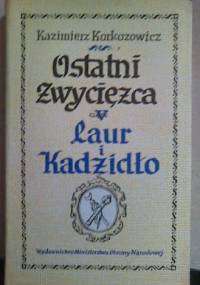 Kazimierz Korkozowicz
Ostatni
Zwycięzca
Laur
i
Kadzidło
Wydawnictwo Ministerstwa Obrony Narodowej